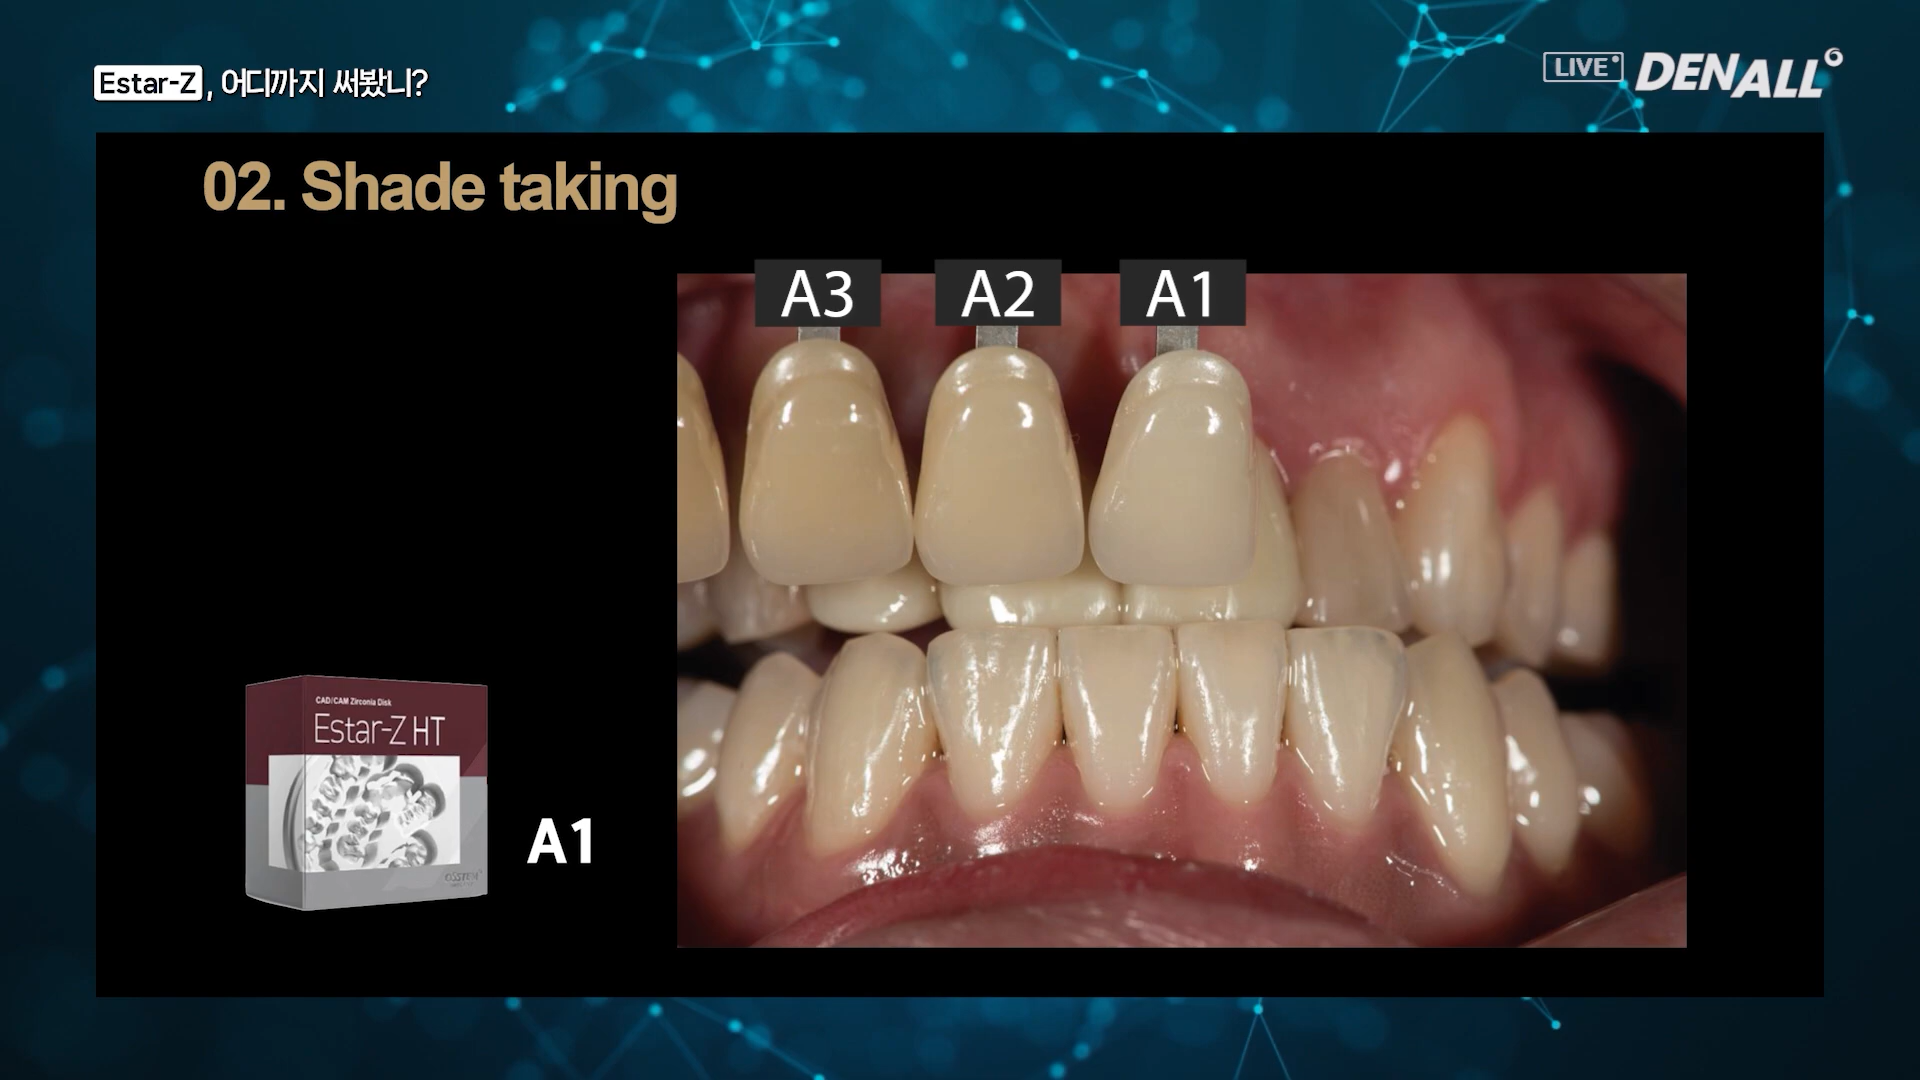 Estar-Z, 어디까지 써봤니?
LIVE
DENALL
02. Shade taking
A3 A2 A1
CAD/CAM Zirconia Disk
Estar-Z HT
OSSTEM
A1